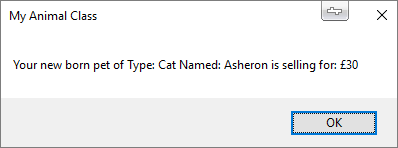 My Animal Class
Your new born pet of Type: Cat Named: Asheron is selling for: £30
OK